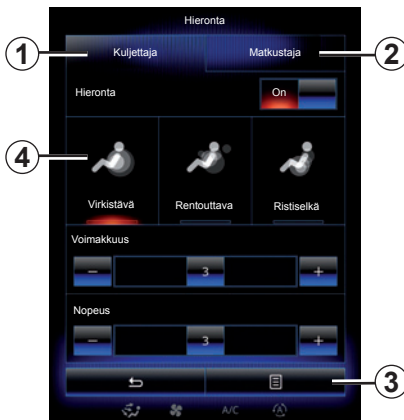 Hieronta
1
Kuljettaja
Matkustaja
2
Hieronta
On
4
Virkistävä
Rentouttava
Ristiselkä
Voimakkuus
− 3 +
Nopeus
− 3 +
3
A/C
A